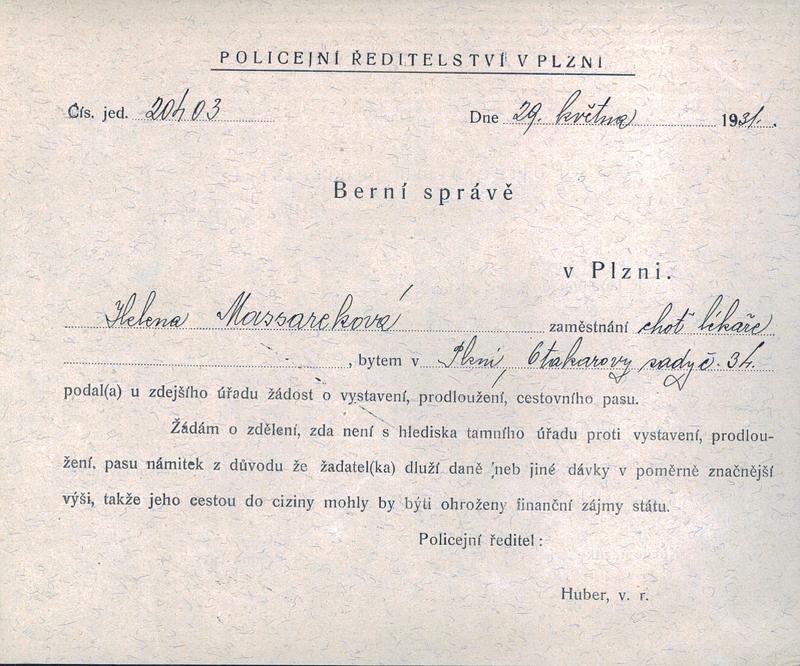 POLICEJNÍ ŘEDITELSTVÍ V PLZNI
Čís. jed. 20403 Dne 29. května 1931.
Berní správě
v Plzni.
Helena Massareková zaměstnání choť lékaře
, bytem v Plzni, Otakarovy sady č. 34.
podal(a) u zdejšího úřadu žádost o vystavení, prodloužení, cestovního pasu.
Žádám o zdělení, zda není s hlediska tamního úřadu proti vystavení, prodlou-
žení, pasu námitek z důvodu že žadatel(ka) dluží daně neb jiné dávky v poměrně značnější
výši, takže jeho cestou do ciziny mohly by býti ohroženy finanční zájmy státu.
Policejní ředitel :
Huber, v. r.